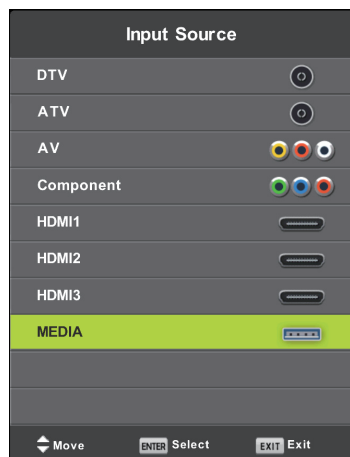 Input Source
DTV
ATV
AV
Component
HDMI1
HDMI2
HDMI3
MEDIA
Move ENTER Select EXIT Exit